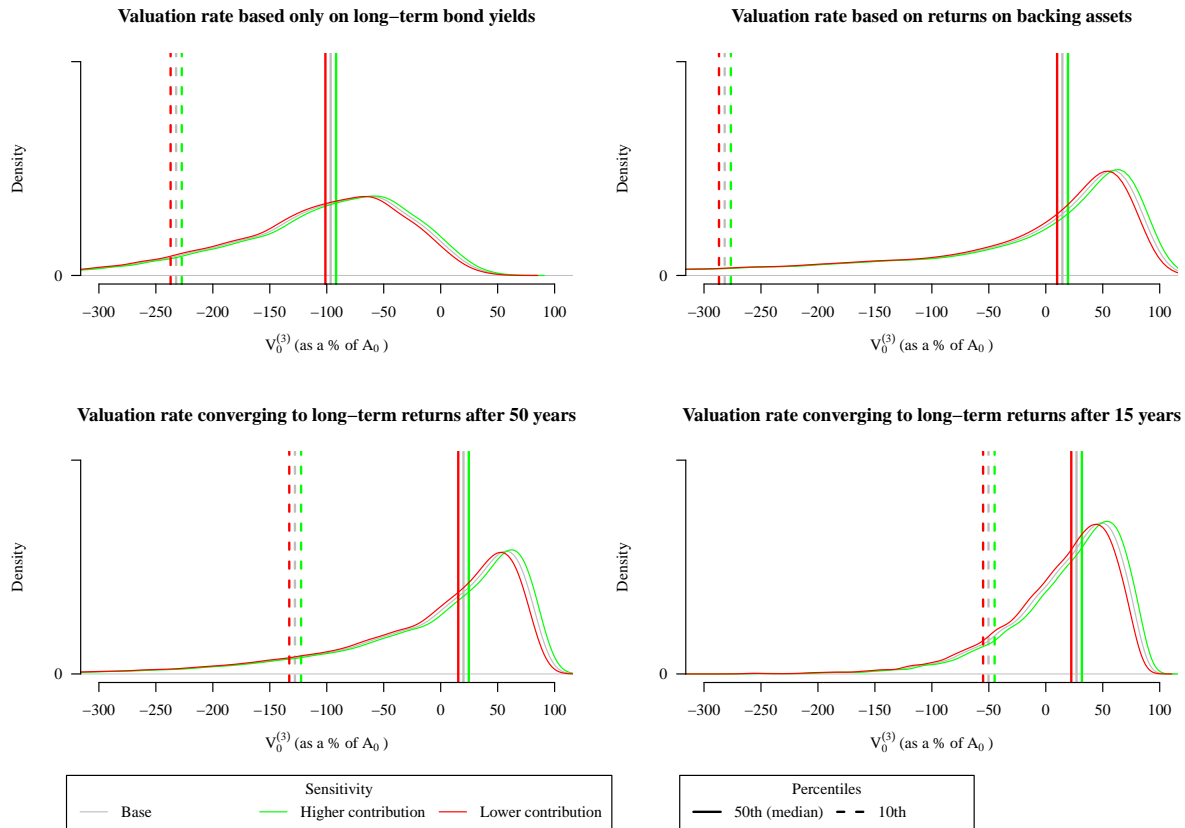 Valuation rate based only on long−term bond yields
Density
0
−300 −250 −200 −150 −100 −50 0 50 100
V₀⁽³⁾ (as a % of A₀ )
Valuation rate based on returns on backing assets
Density
0
−300 −250 −200 −150 −100 −50 0 50 100
V₀⁽³⁾ (as a % of A₀ )
Valuation rate converging to long−term returns after 50 years
Density
0
−300 −250 −200 −150 −100 −50 0 50 100
V₀⁽³⁾ (as a % of A₀ )
Valuation rate converging to long−term returns after 15 years
Density
0
−300 −250 −200 −150 −100 −50 0 50 100
V₀⁽³⁾ (as a % of A₀ )
Sensitivity
Base Higher contribution Lower contribution
Percentiles
50th (median) 10th